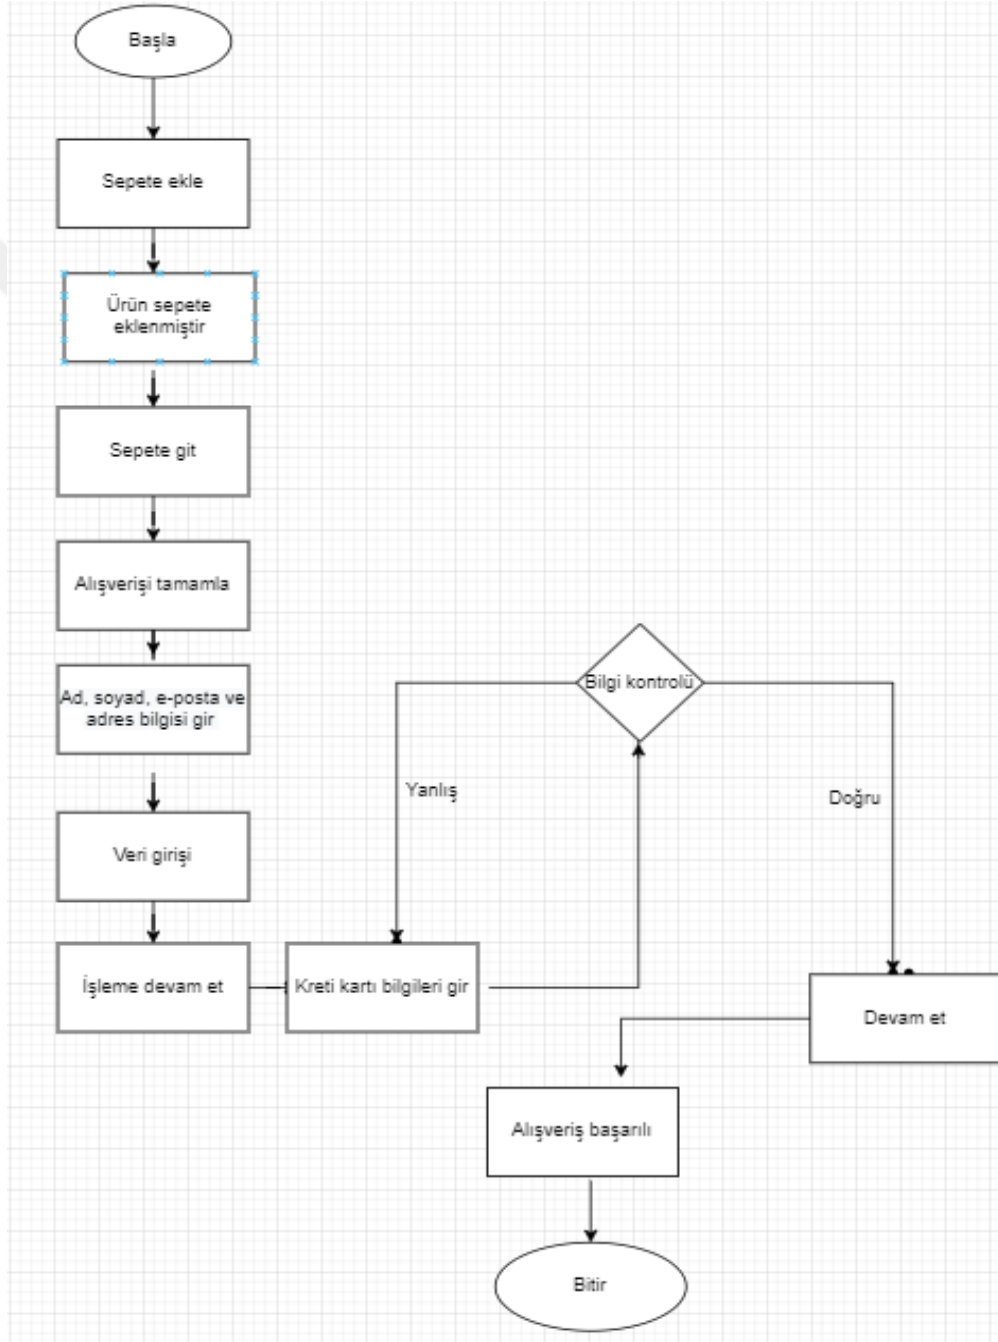 Başla
Sepete ekle
Ürün sepete
eklenmiştir
Sepete git
Alışverişi tamamla
Ad, soyad, e-posta ve
adres bilgisi gir
Veri girişi
İşleme devam et
Kreti kartı bilgileri gir
Bilgi kontrolü
Yanlış
Doğru
Devam et
Alışveriş başarılı
Bitir